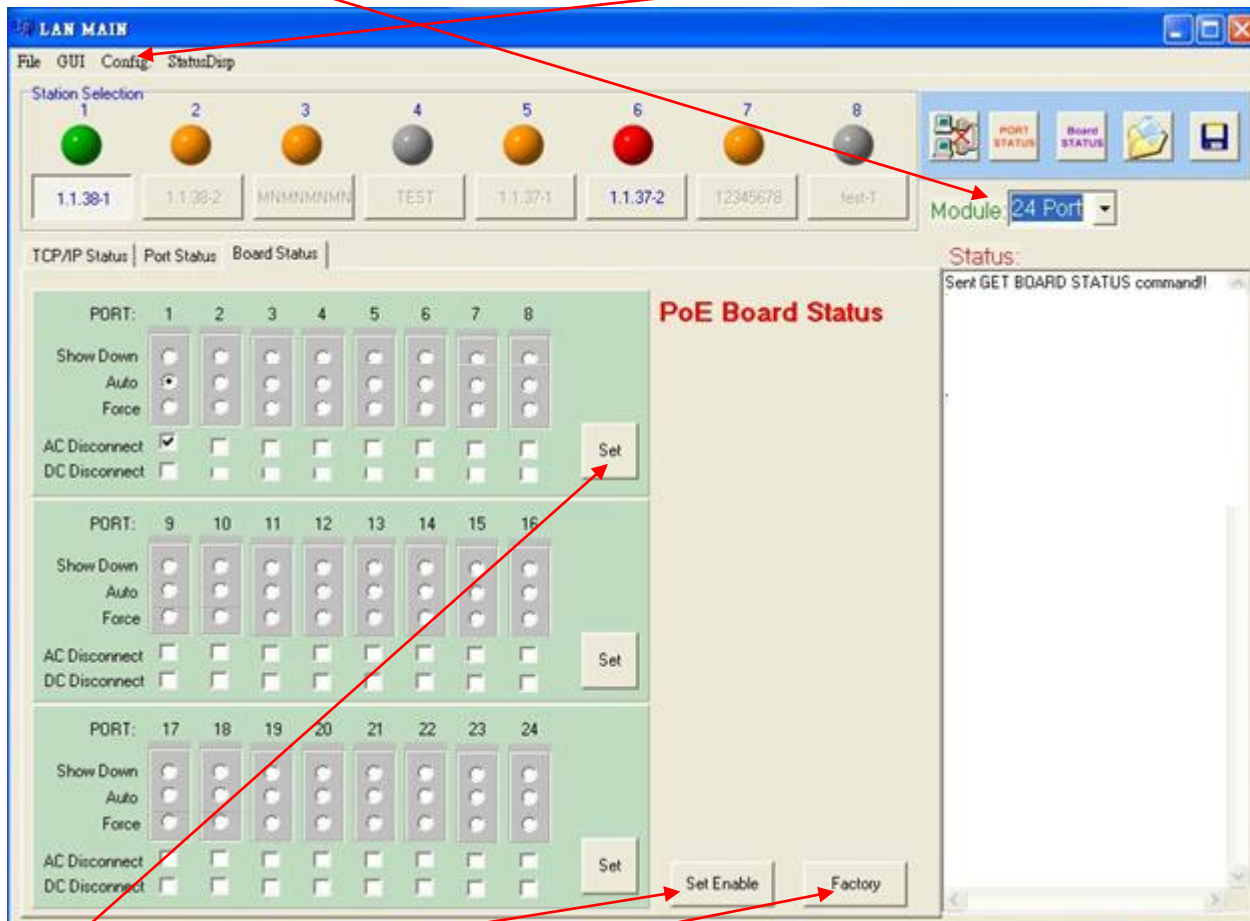 LAN MAIN
File GUI Config. StatusDisp
Station Selection
1 2 3 4 5 6 7 8
1.1.38-1 1.1.38-2 MNMNMNMN TEST 1.1.37-1 1.1.37-2 12345678 test-1
PORT STATUS
Board STATUS
Module: 24 Port
TCP/IP Status Port Status Board Status
Status:
Sent GET BOARD STATUS command!!
PoE Board Status
PORT: 1 2 3 4 5 6 7 8
Show Down
Auto
Force
AC Disconnect
DC Disconnect
Set
PORT: 9 10 11 12 13 14 15 16
Show Down
Auto
Force
AC Disconnect
DC Disconnect
Set
PORT: 17 18 19 20 21 22 23 24
Show Down
Auto
Force
AC Disconnect
DC Disconnect
Set
Set Enable Factory